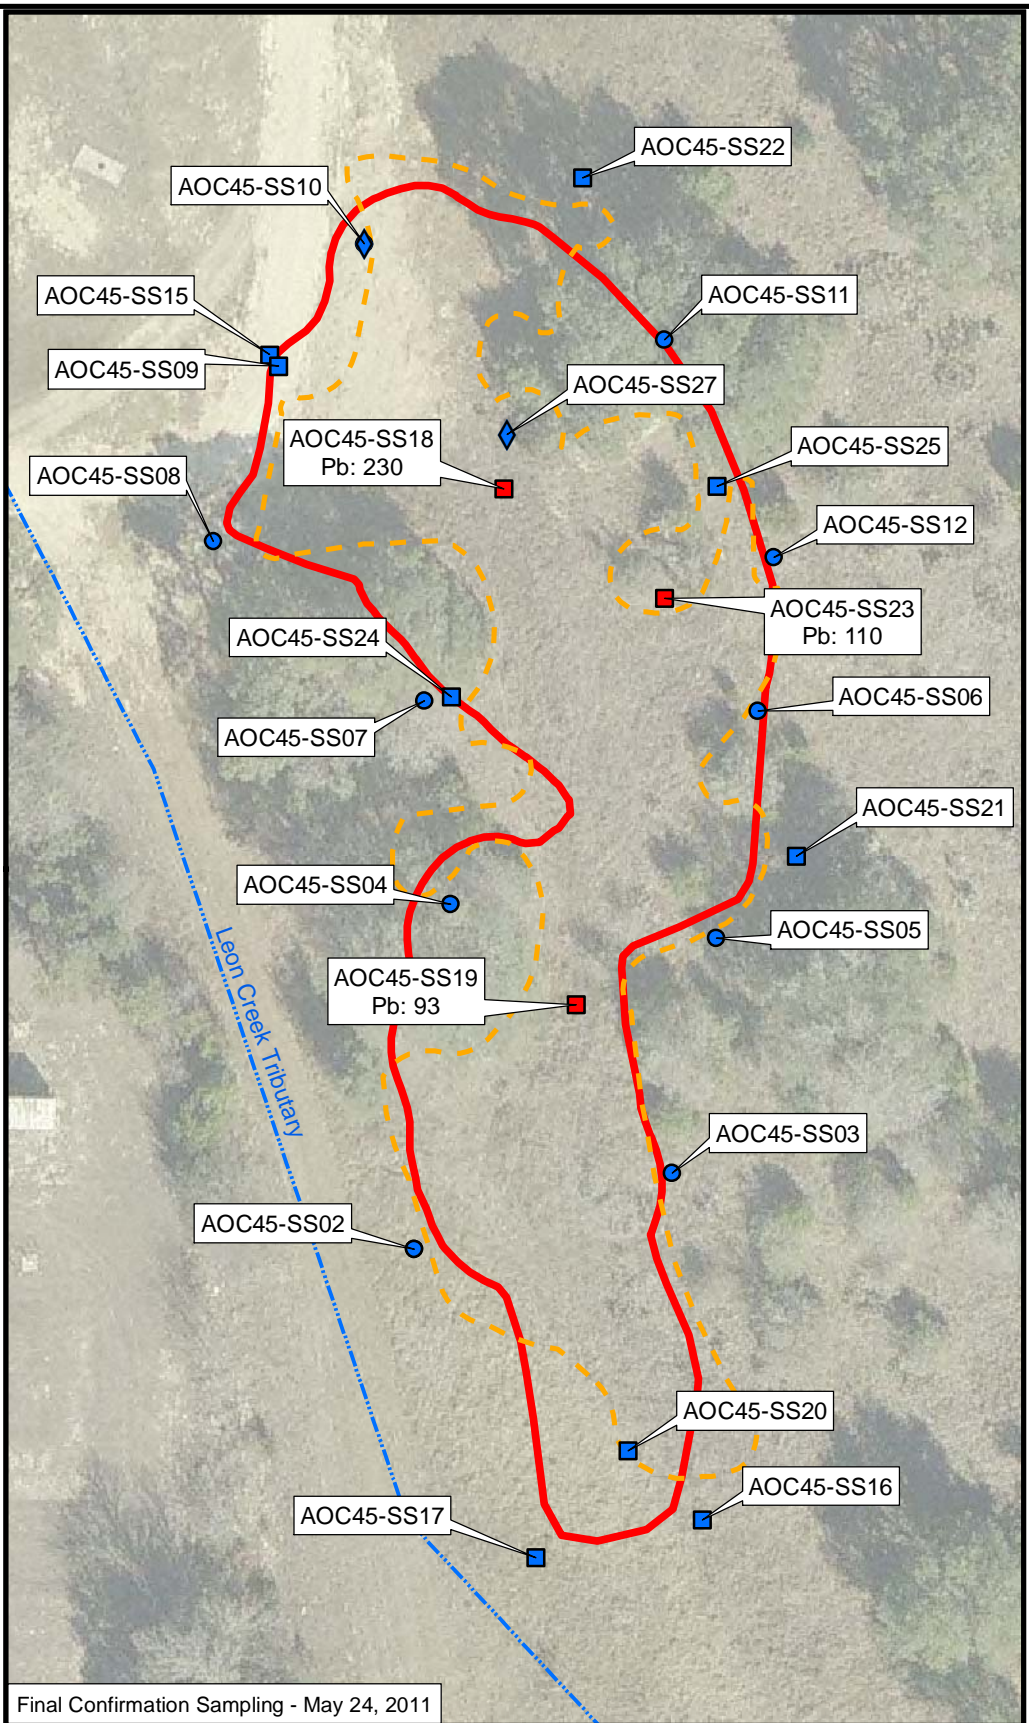 AOC45-SS22
AOC45-SS10
AOC45-SS15
AOC45-SS11
AOC45-SS09
AOC45-SS27
AOC45-SS18
Pb: 230
AOC45-SS25
AOC45-SS08
AOC45-SS12
AOC45-SS23
Pb: 110
AOC45-SS24
AOC45-SS06
AOC45-SS07
AOC45-SS21
AOC45-SS04
AOC45-SS05
AOC45-SS19
Pb: 93
Leon Creek Tributary
AOC45-SS03
AOC45-SS02
AOC45-SS20
AOC45-SS16
AOC45-SS17
Final Confirmation Sampling - May 24, 2011